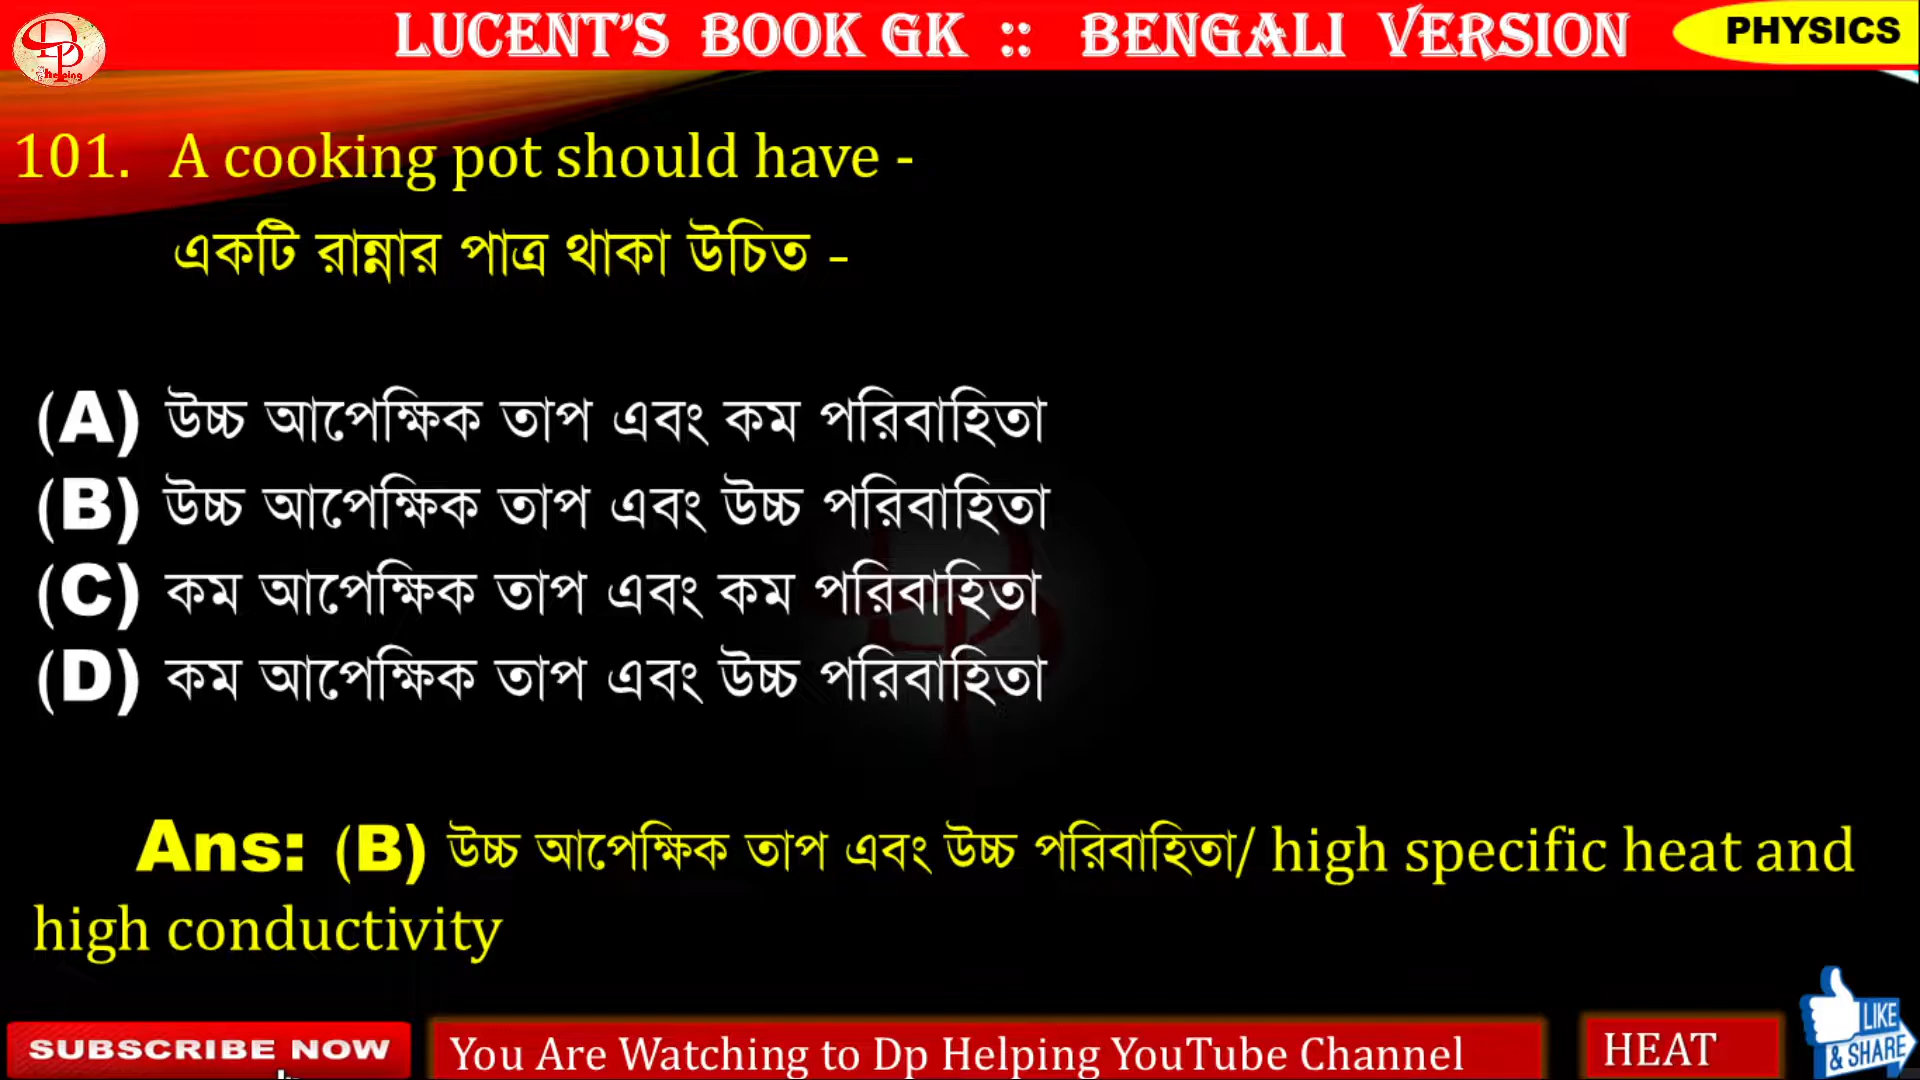 LUCENT'S BOOK GK :: BENGALI VERSION
PHYSICS
helping
101. A cooking pot should have -
একটি রান্নার পাত্র থাকা উচিত -
(A) উচ্চ আপেক্ষিক তাপ এবং কম পরিবাহিতা
(B) উচ্চ আপেক্ষিক তাপ এবং উচ্চ পরিবাহিতা
(C) কম আপেক্ষিক তাপ এবং কম পরিবাহিতা
(D) কম আপেক্ষিক তাপ এবং উচ্চ পরিবাহিতা
Ans: (B) উচ্চ আপেক্ষিক তাপ এবং উচ্চ পরিবাহিতা/ high specific heat and
high conductivity
SUBSCRIBE NOW
You Are Watching to Dp Helping YouTube Channel
HEAT
LIKE
& SHARE